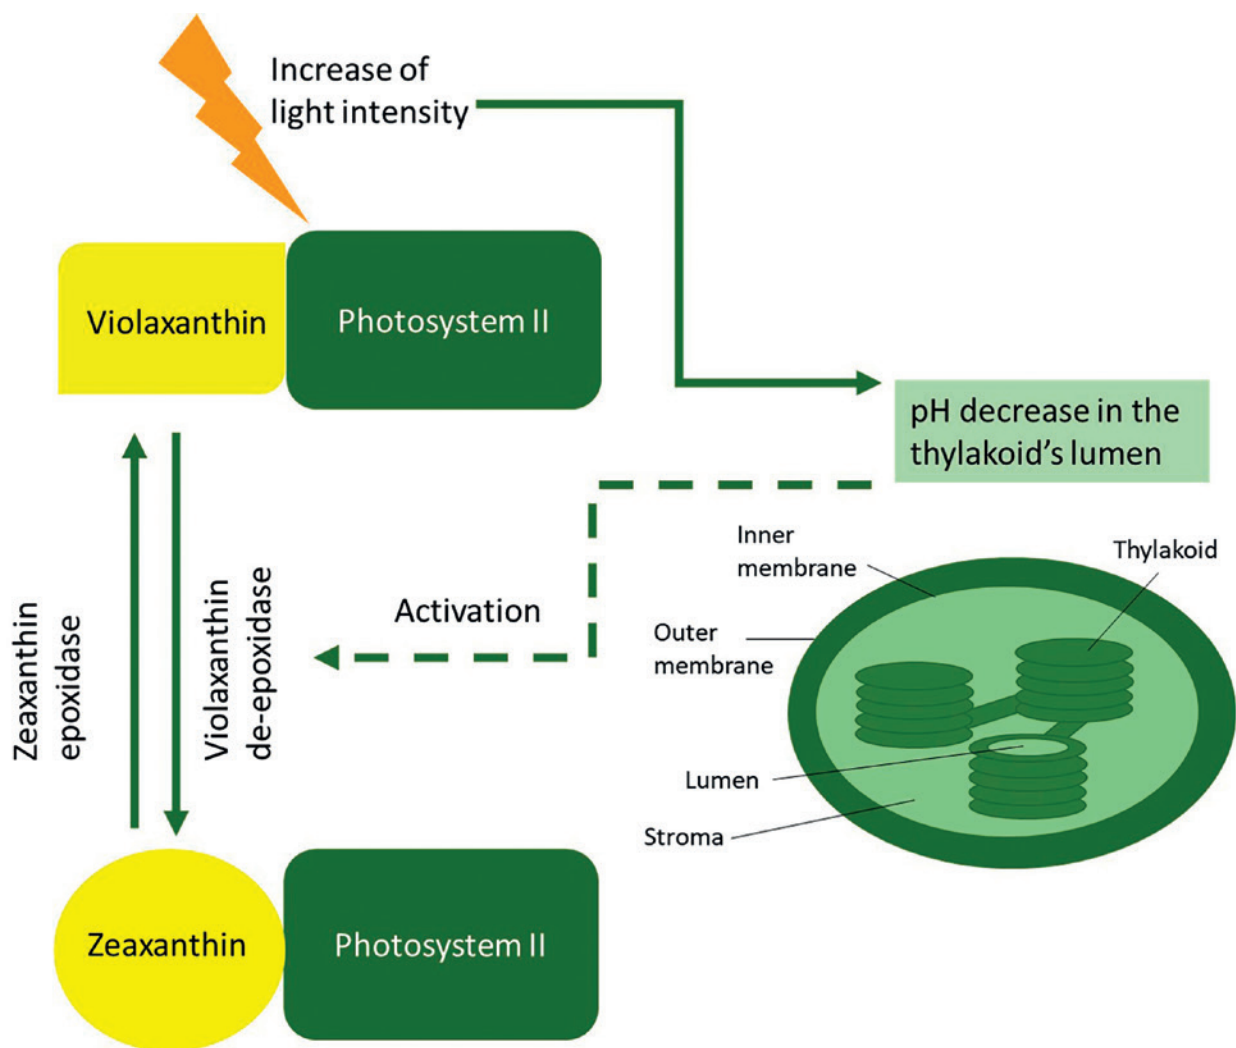 Increase of
light intensity
Violaxanthin
Photosystem II
pH decrease in the
thylakoid's lumen
Zeaxanthin
epoxidase
Violaxanthin
de-epoxidase
Activation
Inner
membrane
Thylakoid
Outer
membrane
Lumen
Stroma
Zeaxanthin
Photosystem II